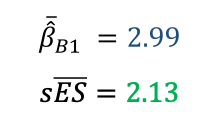 β̄̂_B1 = 2.99
sE̅S̅ = 2.13